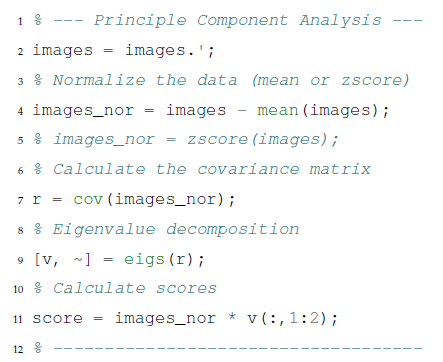 1 % --- Principle Component Analysis ---
2 images = images.';
3 % Normalize the data (mean or zscore)
4 images_nor = images - mean(images);
5 % images_nor = zscore(images);
6 % Calculate the covariance matrix
7 r = cov(images_nor);
8 % Eigenvalue decomposition
9 [v, ~] = eigs(r);
10 % Calculate scores
11 score = images_nor * v(:,1:2);
12 % ------------------------------------